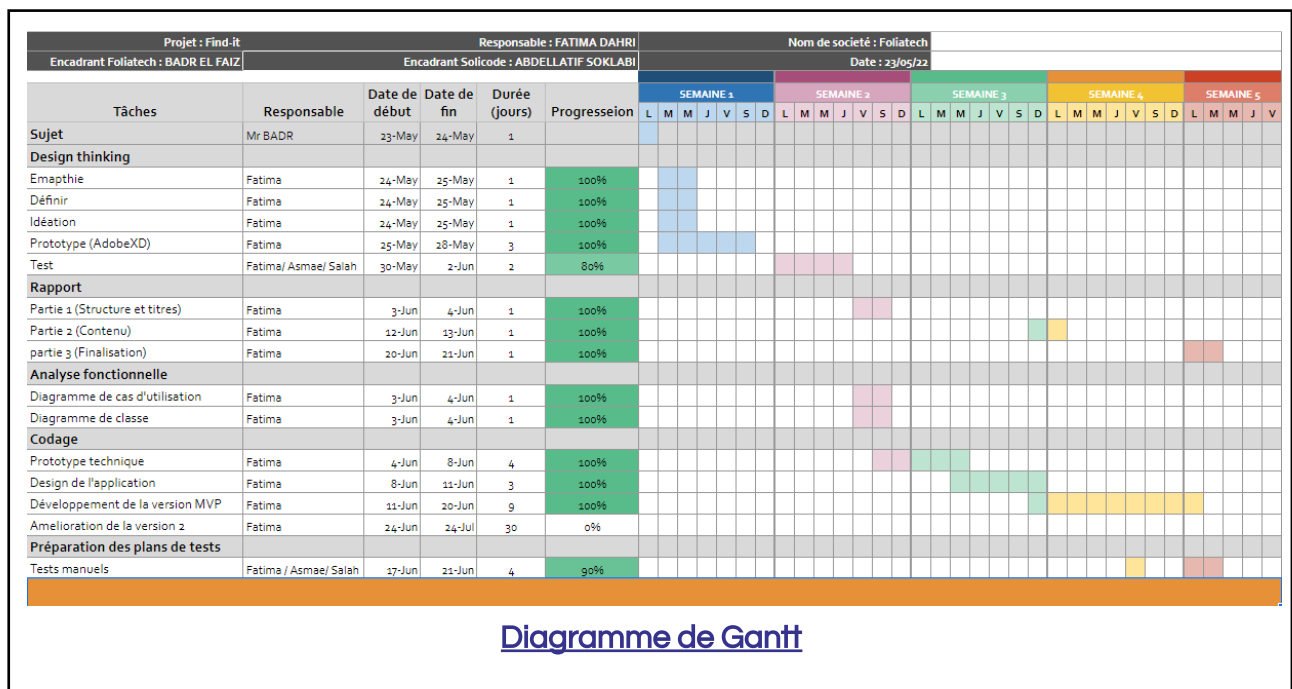 Projet : Find-it Responsable : FATIMA DAHRI Nom de societé : Foliatech
Encadrant Foliatech : BADR EL FAIZ Encadrant Solicode : ABDELLATIF SOKLABI Date : 23/05/22
SEMAINE 1 SEMAINE 2 SEMAINE 3 SEMAINE 4 SEMAINE 5
Tâches Responsable Date de début Date de fin Durée (jours) Progresseion L M M J V S D L M M J V S D L M M J V S D L M M J V S D L M M J V
Sujet Mr BADR 23-May 24-May 1
Design thinking
Emapthie Fatima 24-May 25-May 1 100%
Définir Fatima 24-May 25-May 1 100%
Idéation Fatima 24-May 25-May 1 100%
Prototype (AdobeXD) Fatima 25-May 28-May 3 100%
Test Fatima/ Asmae/ Salah 30-May 2-Jun 2 80%
Rapport
Partie 1 (Structure et titres) Fatima 3-Jun 4-Jun 1 100%
Partie 2 (Contenu) Fatima 12-Jun 13-Jun 1 100%
partie 3 (Finalisation) Fatima 20-Jun 21-Jun 1 100%
Analyse fonctionnelle
Diagramme de cas d'utilisation Fatima 3-Jun 4-Jun 1 100%
Diagramme de classe Fatima 3-Jun 4-Jun 1 100%
Codage
Prototype technique Fatima 4-Jun 8-Jun 4 100%
Design de l'application Fatima 8-Jun 11-Jun 3 100%
Développement de la version MVP Fatima 11-Jun 20-Jun 9 100%
Amelioration de la version 2 Fatima 24-Jun 24-Jul 30 0%
Préparation des plans de tests
Tests manuels Fatima / Asmae/ Salah 17-Jun 21-Jun 4 90%
Diagramme de Gantt